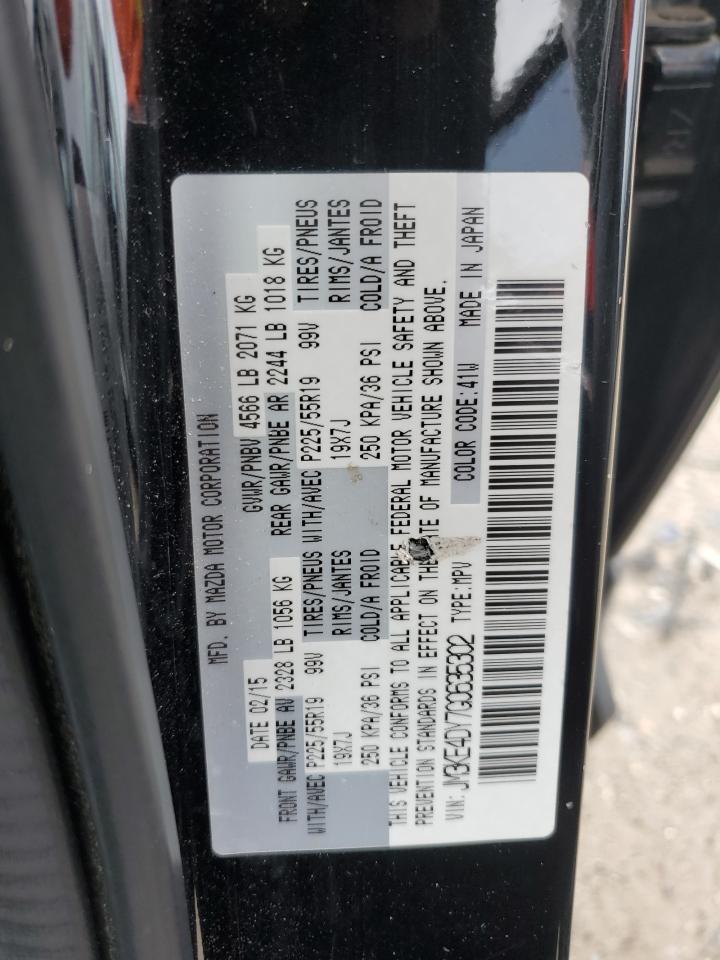 MFD. BY MAZDA MOTOR CORPORATION
DATE 02/15 GVWR/PNBV 4566 LB 2071 KG
FRONT GAWR/PNBE AV 2328 LB 1056 KG REAR GAWR/PNBE AR 2244 LB 1018 KG
WITH/AVEC P225/55R19 99V TIRES/PNEUS WITH/AVEC P225/55R19 99V TIRES/PNEUS
19X7J RIMS/JANTES 19X7J RIMS/JANTES
250 KPA/36 PSI COLD/A FROID 250 KPA/36 PSI COLD/A FROID
THIS VEHICLE CONFORMS TO ALL APPLICABLE FEDERAL MOTOR VEHICLE SAFETY AND THEFT
PREVENTION STANDARDS IN EFFECT ON THE DATE OF MANUFACTURE SHOWN ABOVE.
VIN: JM3KE4DY7G0635302 TYPE:MPV COLOR CODE:41W MADE IN JAPAN